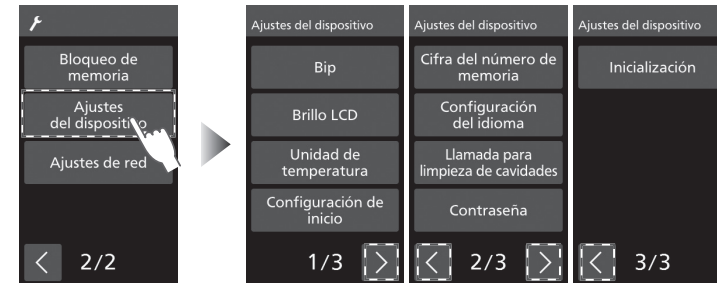 Bloqueo de
memoria
Ajustes
del dispositivo
Ajustes de red
2/2
Ajustes del dispositivo
Bip
Brillo LCD
Unidad de
temperatura
Configuración de
inicio
1/3
Ajustes del dispositivo
Cifra del número de
memoria
Configuración
del idioma
Llamada para
limpieza de cavidades
Contraseña
2/3
Ajustes del dispositivo
Inicialización
3/3